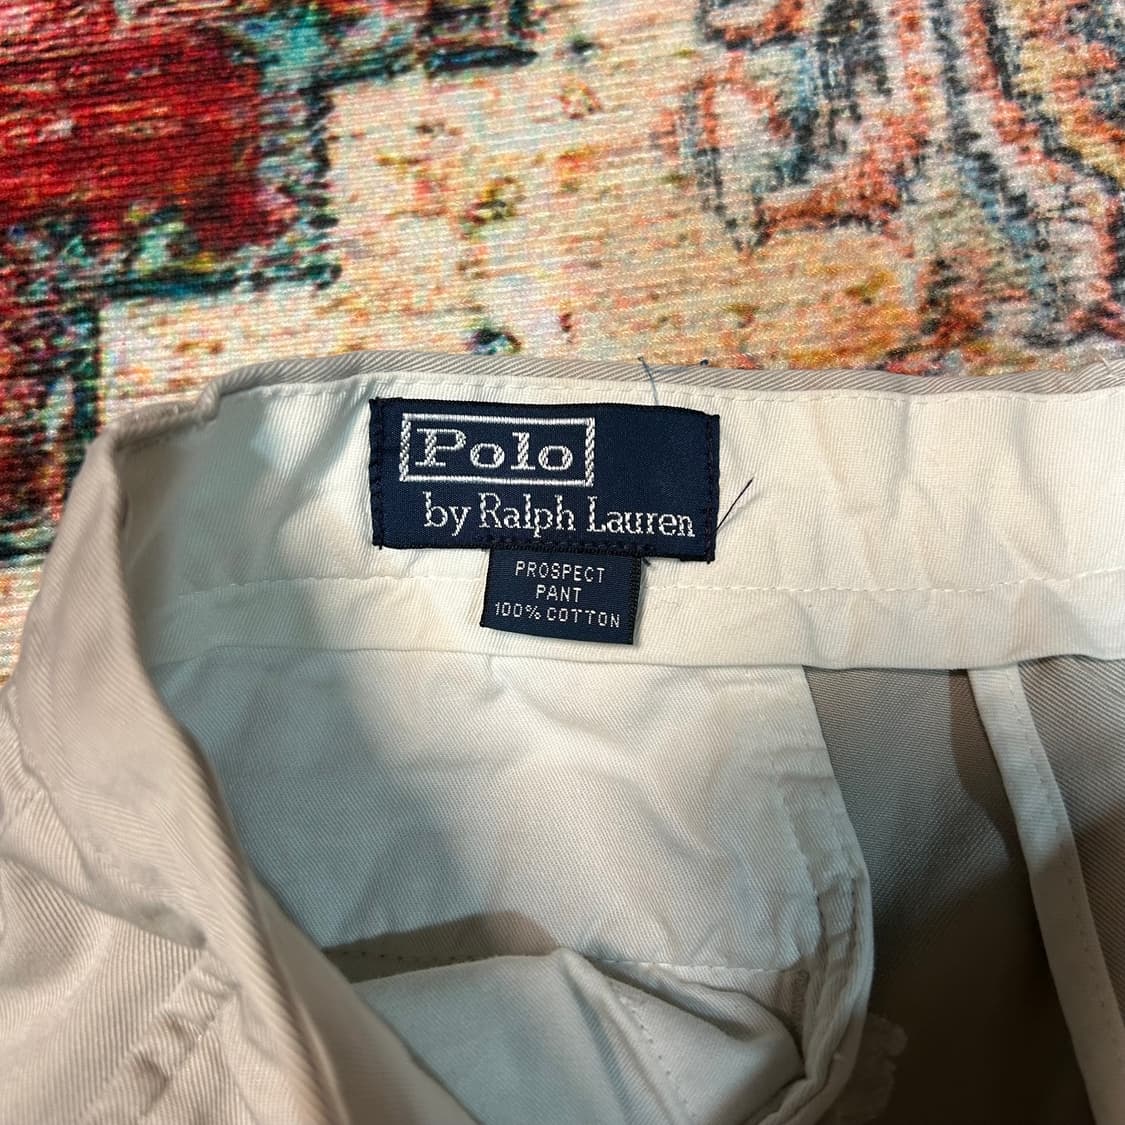 Polo
by Ralph Lauren
PROSPECT
PANT
100% COTTON